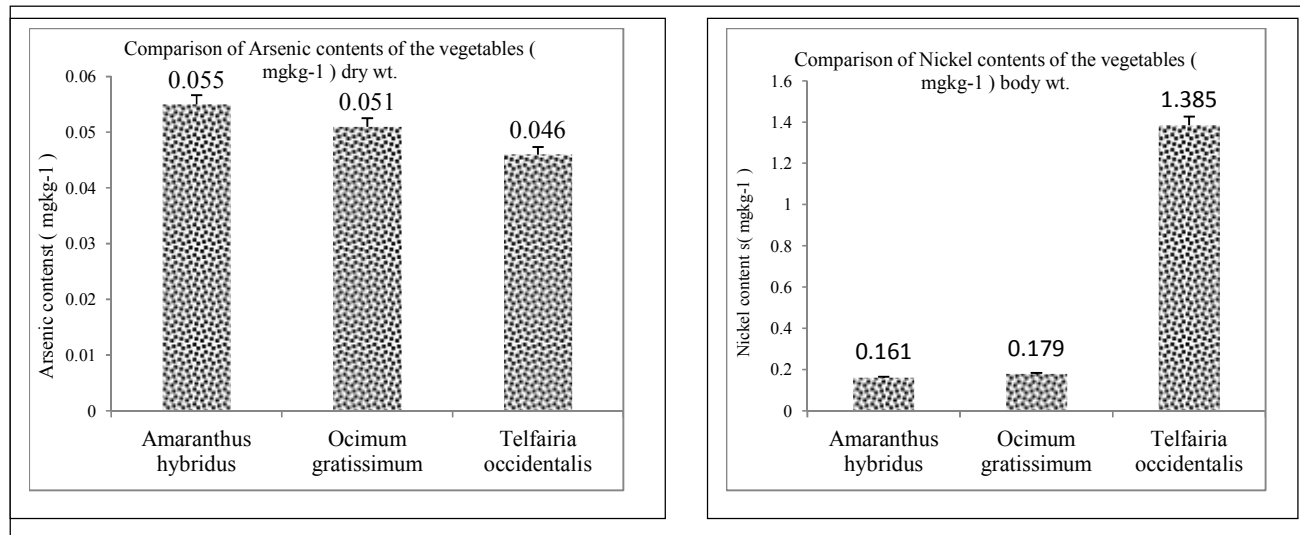 Comparison of Arsenic contents of the vegetables (
mgkg-1 ) dry wt.
Arsenic contenst ( mgkg-1 )
0.06
0.05
0.04
0.03
0.02
0.01
0
0.055
0.051
0.046
Amaranthus
hybridus
Ocimum
gratissimum
Telfairia
occidentalis
Comparison of Nickel contents of the vegetables (
mgkg-1 ) body wt.
Nickel content s( mgkg-1 )
1.6
1.4
1.2
1
0.8
0.6
0.4
0.2
0
0.161
0.179
1.385
Amaranthus
hybridus
Ocimum
gratissimum
Telfairia
occidentalis